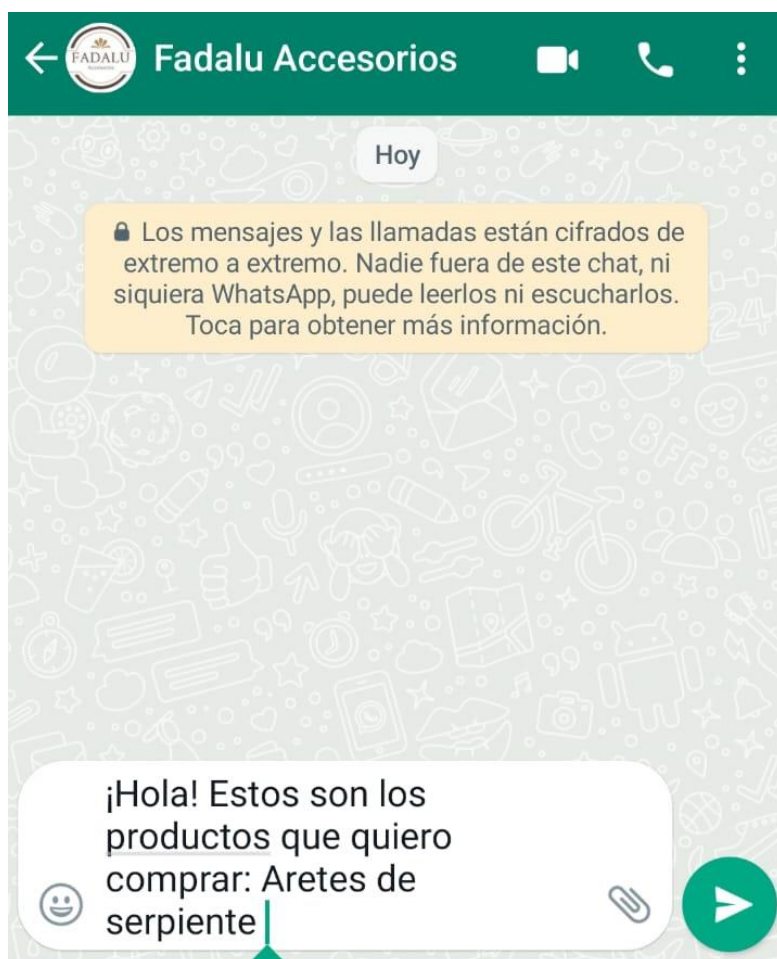 FADALU
Fadalu Accesorios
Hoy
Los mensajes y las llamadas están cifrados de
extremo a extremo. Nadie fuera de este chat, ni
siquiera WhatsApp, puede leerlos ni escucharlos.
Toca para obtener más información.
¡Hola! Estos son los
productos que quiero
comprar: Aretes de
serpiente